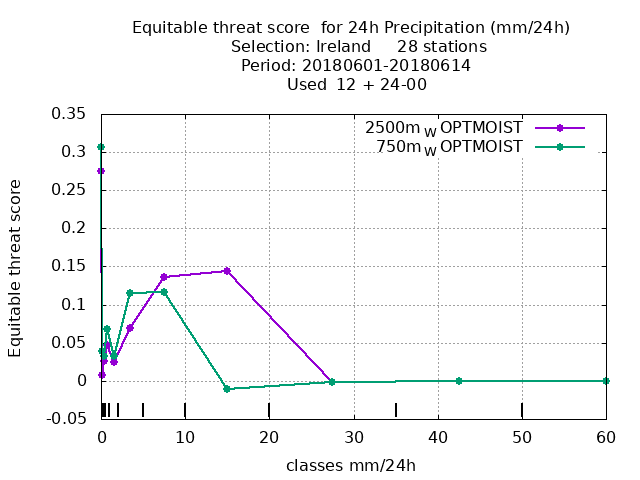 Equitable threat score  for 24h Precipitation (mm/24h)
Selection: Ireland     28 stations
Period: 20180601-20180614
Used  12 + 24-00
2500m W OPTMOIST
750m W OPTMOIST
Equitable threat score
0.35
0.3
0.25
0.2
0.15
0.1
0.05
0
-0.05
0 10 20 30 40 50 60
classes mm/24h